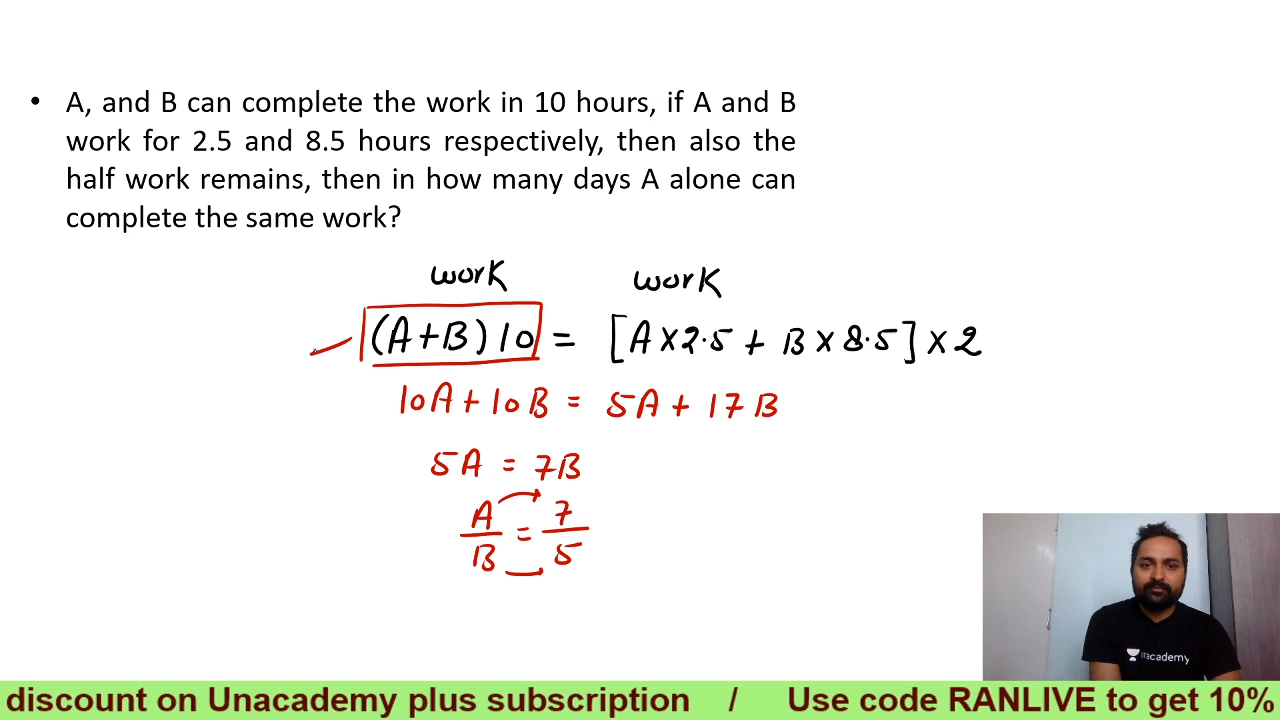 • A, and B can complete the work in 10 hours, if A and B
work for 2.5 and 8.5 hours respectively, then also the
half work remains, then in how many days A alone can
complete the same work?
work work
(A+B)10 = [A×2.5 + B×8.5]×2
10A+10B = 5A+17B
5A = 7B
A/B = 7/5
unacademy
discount on Unacademy plus subscription / Use code RANLIVE to get 10%